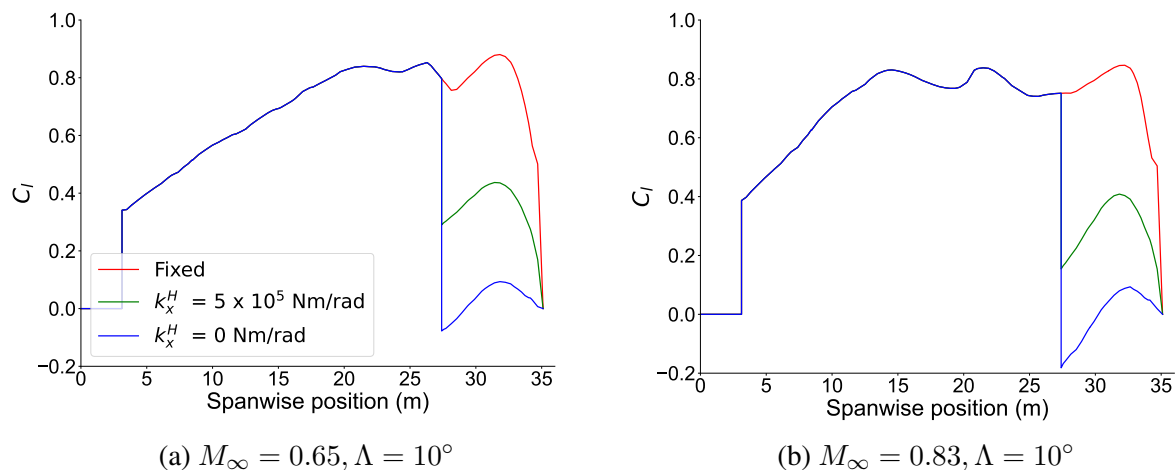 1.0
0.8
0.6
0.4
0.2
0.0
−0.2
C_l
Fixed
k_x^H = 5 x 10^5 Nm/rad
k_x^H = 0 Nm/rad
0 5 10 15 20 25 30 35
Spanwise position (m)
(a) M_∞ = 0.65, Λ = 10°
1.0
0.8
0.6
0.4
0.2
0.0
−0.2
C_l
0 5 10 15 20 25 30 35
Spanwise position (m)
(b) M_∞ = 0.83, Λ = 10°